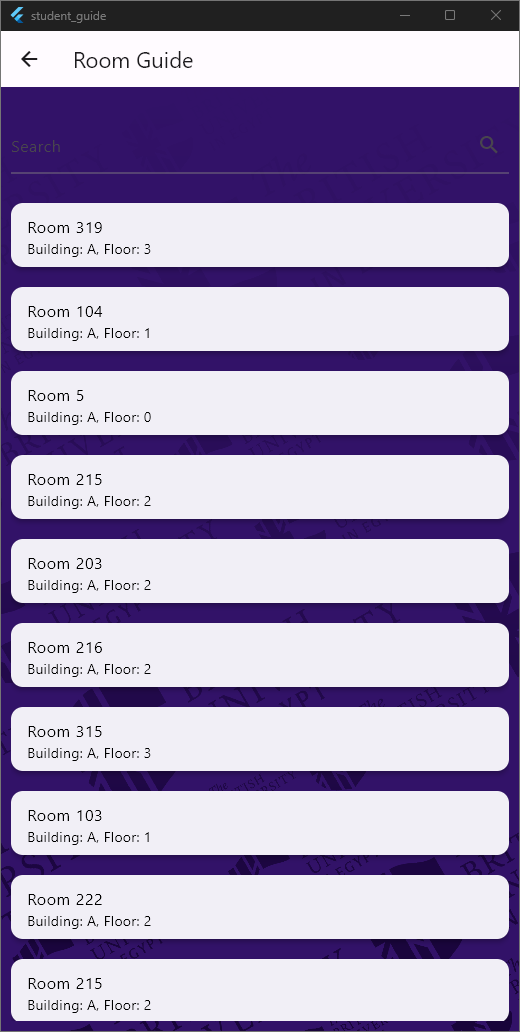 student_guide
Room Guide
Search
Room 319
Building: A, Floor: 3
Room 104
Building: A, Floor: 1
Room 5
Building: A, Floor: 0
Room 215
Building: A, Floor: 2
Room 203
Building: A, Floor: 2
Room 216
Building: A, Floor: 2
Room 315
Building: A, Floor: 3
Room 103
Building: A, Floor: 1
Room 222
Building: A, Floor: 2
Room 215
Building: A, Floor: 2